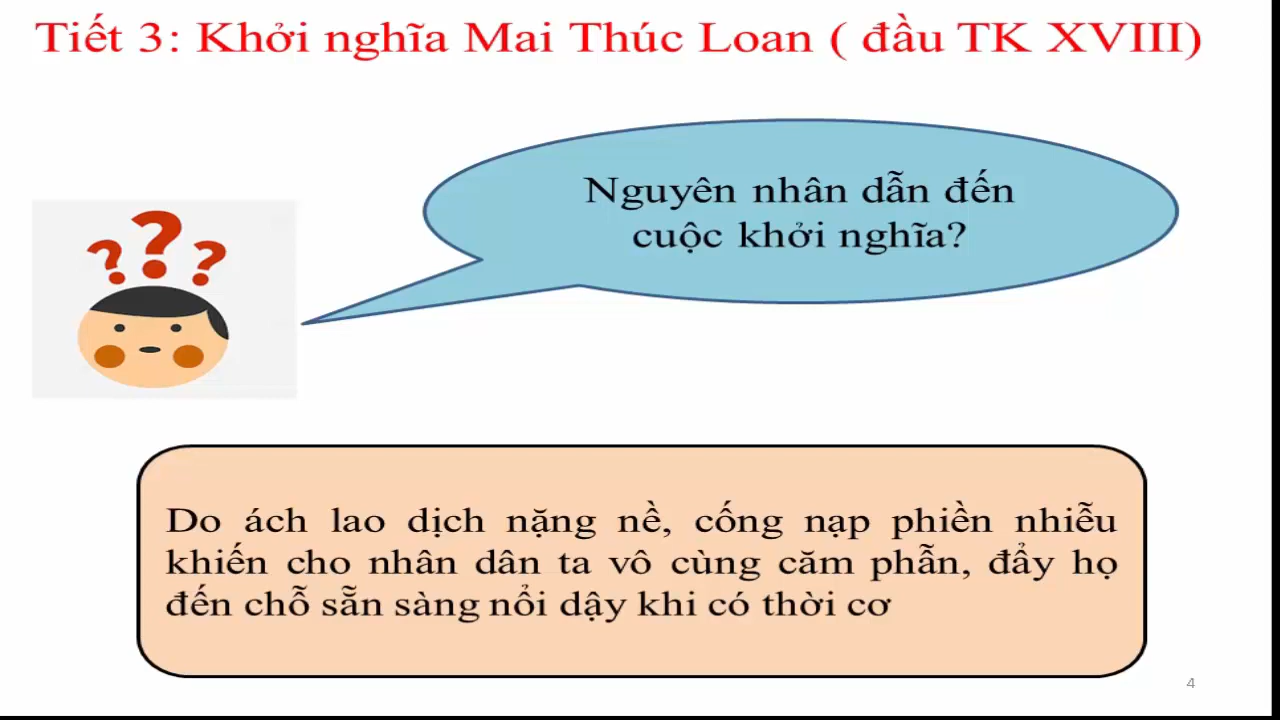 Tiết 3: Khởi nghĩa Mai Thúc Loan ( đầu TK XVIII)
Nguyên nhân dẫn đến
cuộc khởi nghĩa?
? ? ?
Do ách lao dịch nặng nề, cống nạp phiền nhiễu
khiến cho nhân dân ta vô cùng căm phẫn, đẩy họ
đến chỗ sẵn sàng nổi dậy khi có thời cơ
4